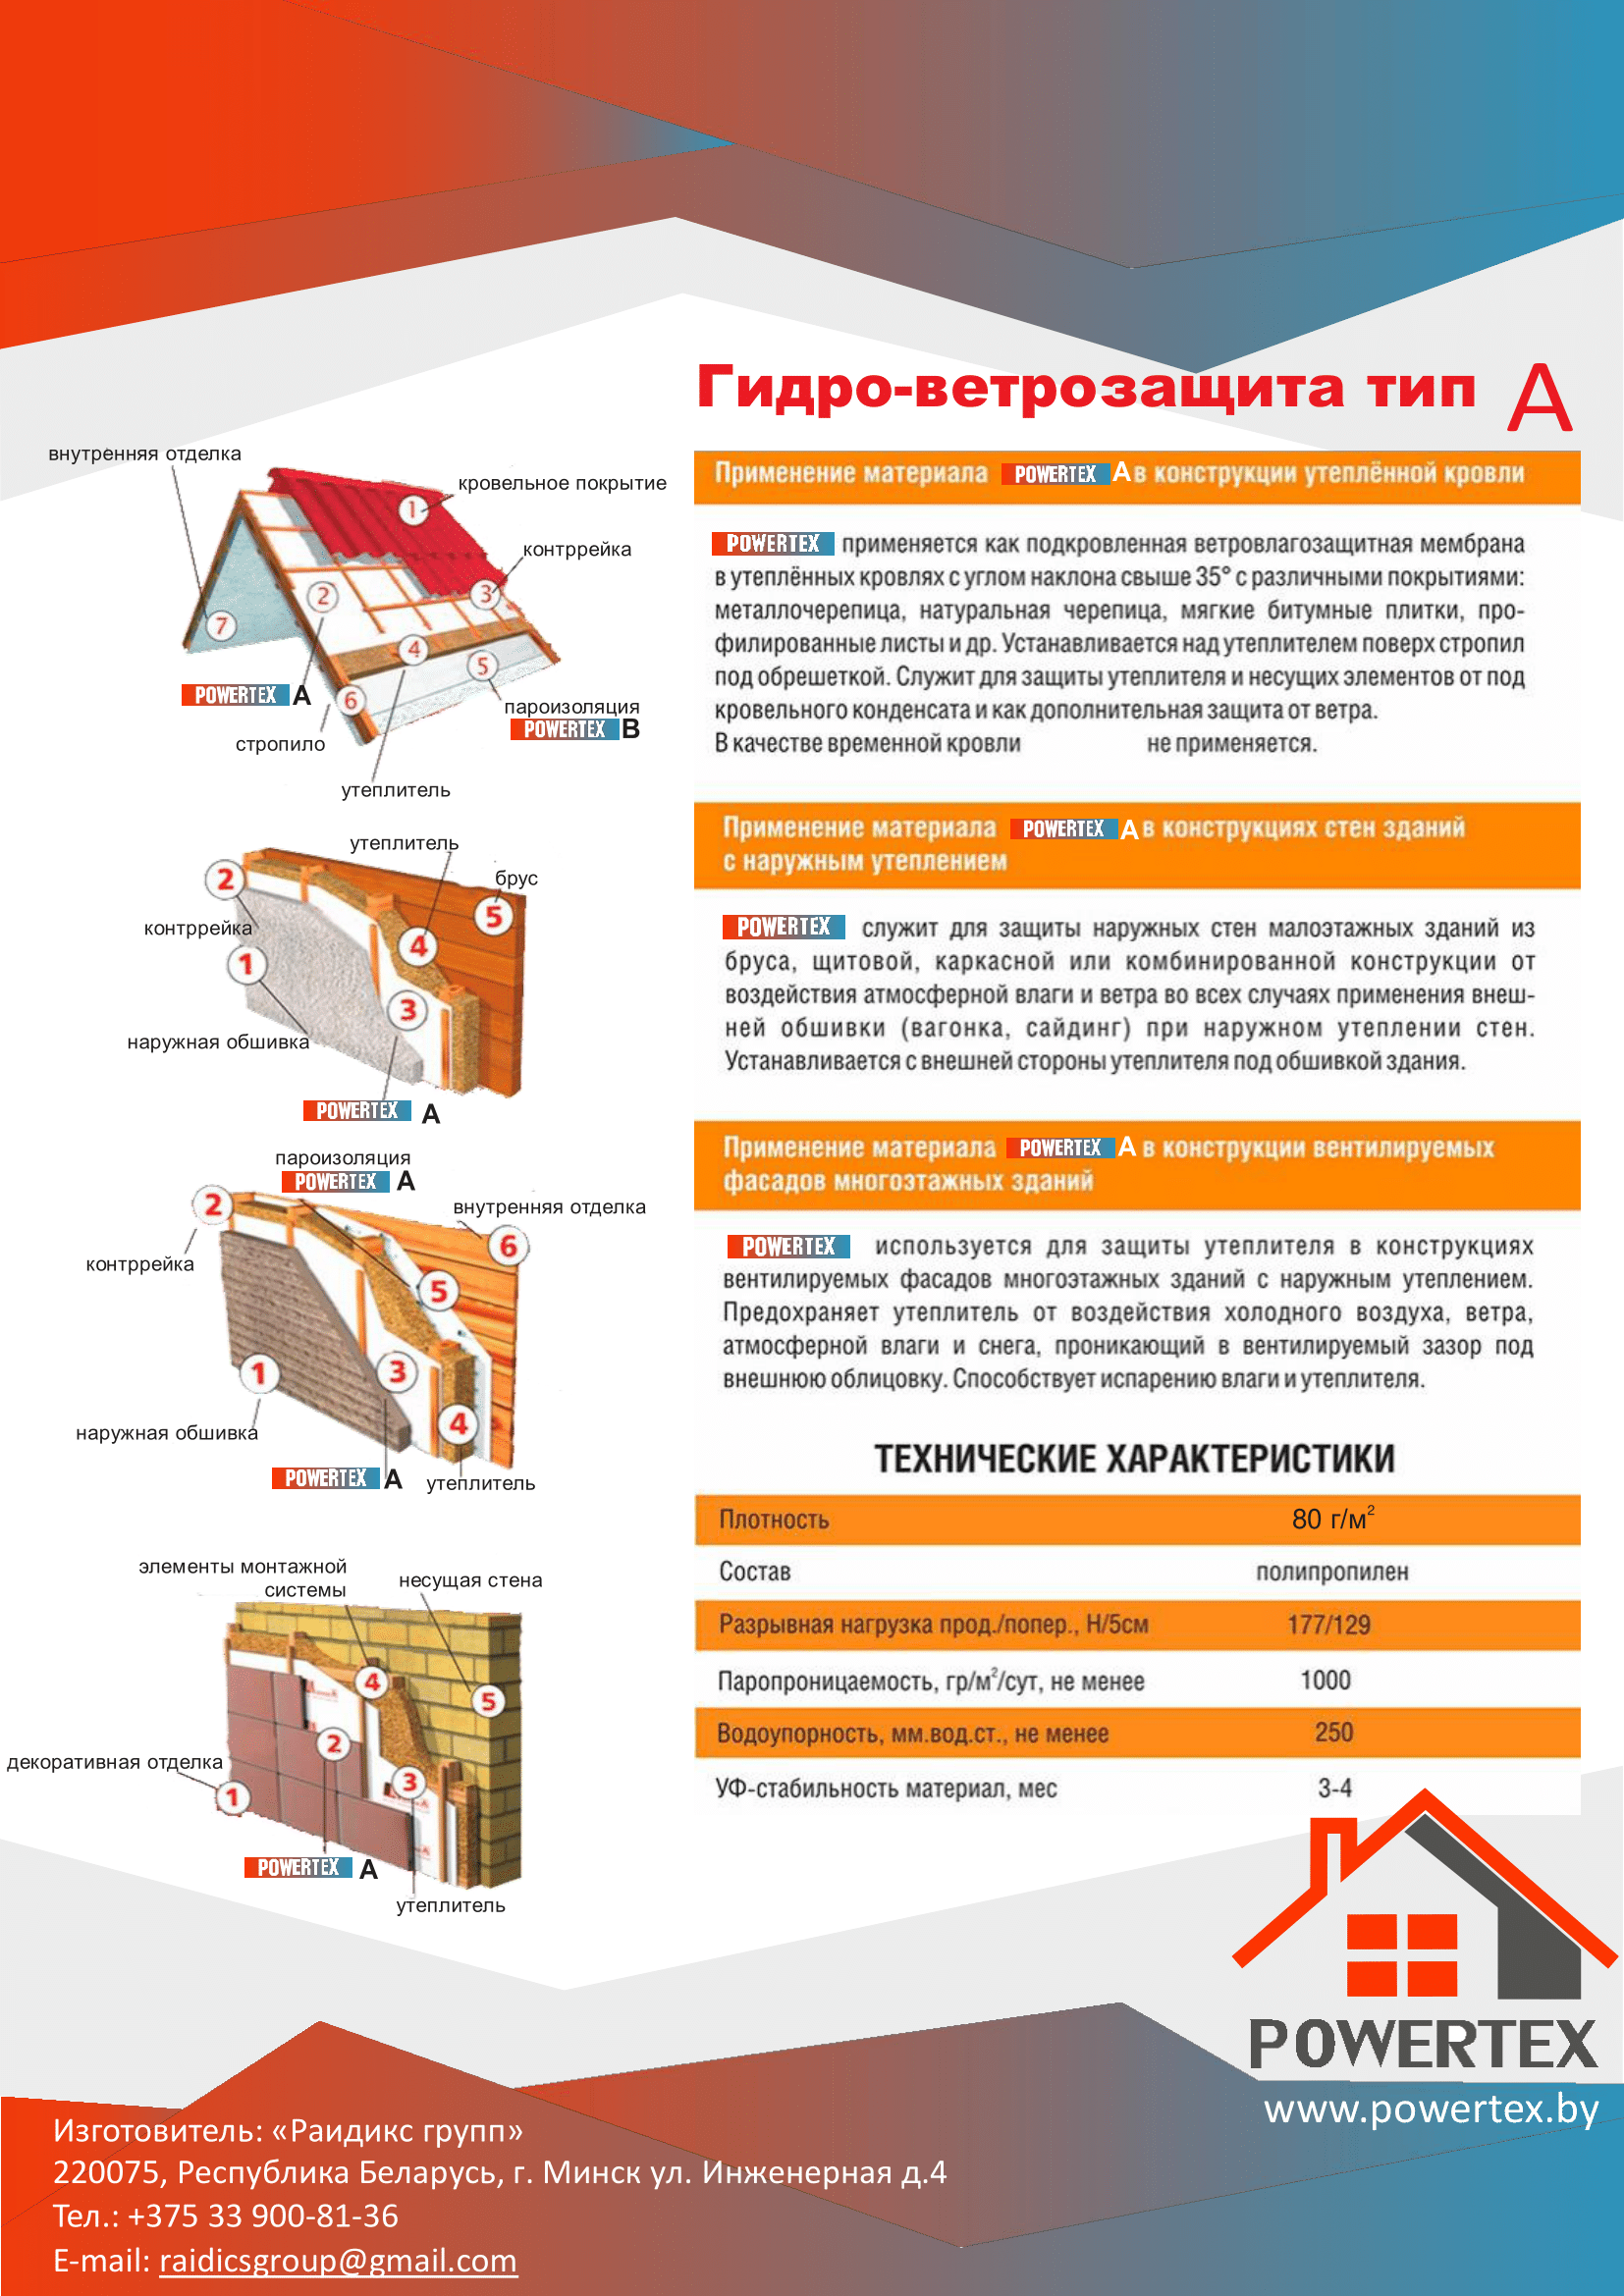 Гидро-ветрозащита тип А
внутренняя отделка
кровельное покрытие
1
контррейка
2
3
7
4
5
POWERTEX А
6
пароизоляция
POWERTEX В
стропило
утеплитель
Применение материала POWERTEX А в конструкции утеплённой кровли
POWERTEX применяется как подкровленная ветровлагозащитная мембрана
в утеплённых кровлях с углом наклона свыше 35° с различными покрытиями:
металлочерепица, натуральная черепица, мягкие битумные плитки, про-
филированные листы и др. Устанавливается над утеплителем поверх стропил
под обрешеткой. Служит для защиты утеплителя и несущих элементов от под
кровельного конденсата и как дополнительная защита от ветра.
В качестве временной кровли не применяется.
утеплитель
2
брус
5
контррейка
4
1
3
наружная обшивка
POWERTEX А
Применение материала POWERTEX А в конструкциях стен зданий
с наружным утеплением
POWERTEX служит для защиты наружных стен малоэтажных зданий из
бруса, щитовой, каркасной или комбинированной конструкции от
воздействия атмосферной влаги и ветра во всех случаях применения внеш-
ней обшивки (вагонка, сайдинг) при наружном утеплении стен.
Устанавливается с внешней стороны утеплителя под обшивкой здания.
пароизоляция
POWERTEX А
2
внутренняя отделка
6
контррейка
5
1
3
4
наружная обшивка
POWERTEX А
утеплитель
Применение материала POWERTEX А в конструкции вентилируемых
фасадов многоэтажных зданий
POWERTEX используется для защиты утеплителя в конструкциях
вентилируемых фасадов многоэтажных зданий с наружным утеплением.
Предохраняет утеплитель от воздействия холодного воздуха, ветра,
атмосферной влаги и снега, проникающий в вентилируемый зазор под
внешнюю облицовку. Способствует испарению влаги и утеплителя.
элементы монтажной
системы
несущая стена
4
5
2
декоративная отделка
3
1
POWERTEX А
утеплитель
ТЕХНИЧЕСКИЕ ХАРАКТЕРИСТИКИ
Плотность 80 г/м²
Состав полипропилен
Разрывная нагрузка прод./попер., Н/5см 177/129
Паропроницаемость, гр/м²/сут, не менее 1000
Водоупорность, мм.вод.ст., не менее 250
УФ-стабильность материал, мес 3-4
POWERTEX
www.powertex.by
Изготовитель: «Раидикс групп»
220075, Республика Беларусь, г. Минск ул. Инженерная д.4
Тел.: +375 33 900-81-36
E-mail: raidicsgroup@gmail.com